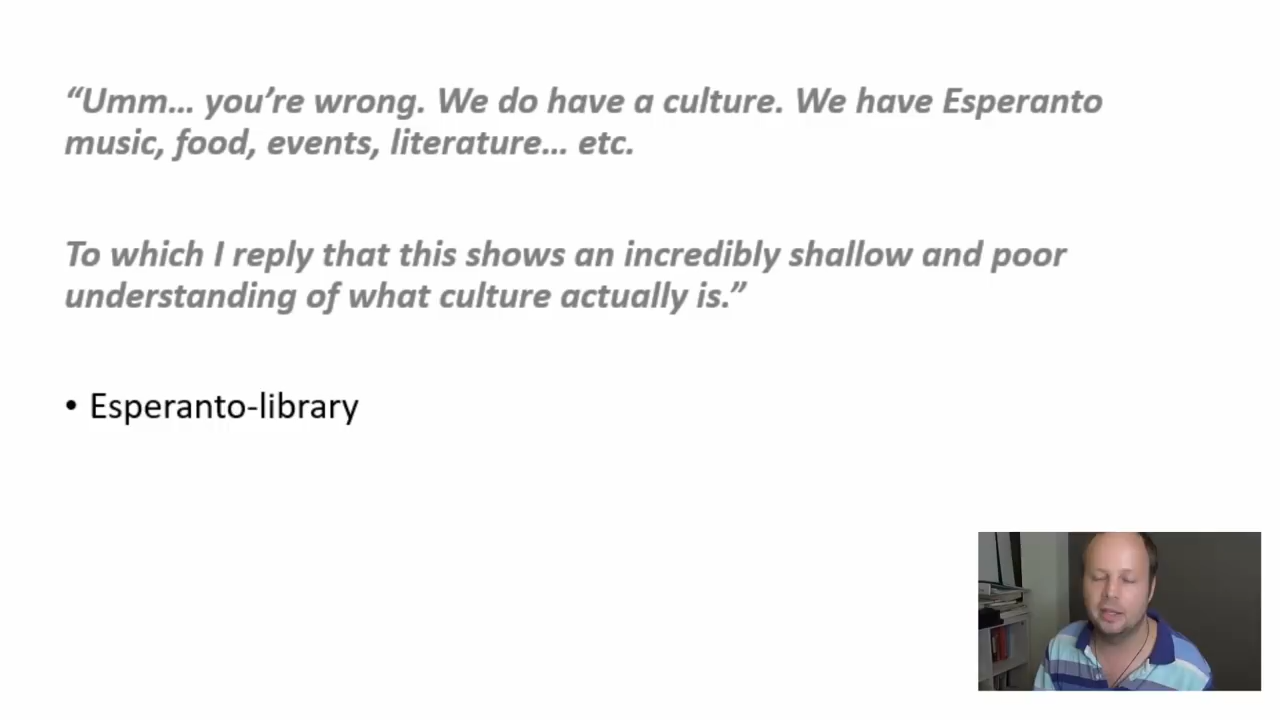 “Umm... you’re wrong. We do have a culture. We have Esperanto
music, food, events, literature... etc.
To which I reply that this shows an incredibly shallow and poor
understanding of what culture actually is.”
• Esperanto-library